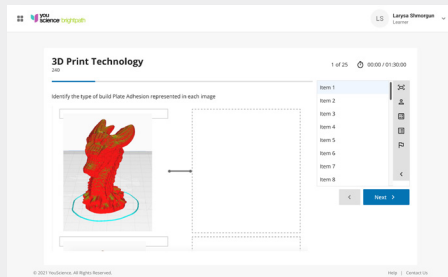 you
science brightpath
LS
Larysa Shmorgun
Learner
3D Print Technology
240
1 of 25
00:00 / 01:30:00
Identify the type of build Plate Adhesion represented in each image
Item 1
Item 2
Item 3
Item 4
Item 5
Item 6
Item 7
Item 8
Next
© 2021 YouScience. All Rights Reserved.
Help | Contact Us